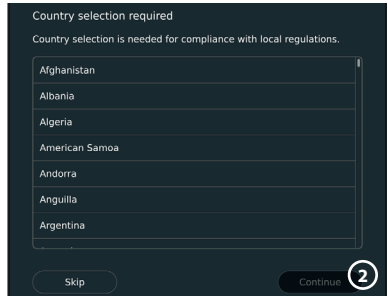 Country selection required
Country selection is needed for compliance with local regulations.
Afghanistan
Albania
Algeria
American Samoa
Andorra
Anguilla
Argentina
Skip
Continue
2